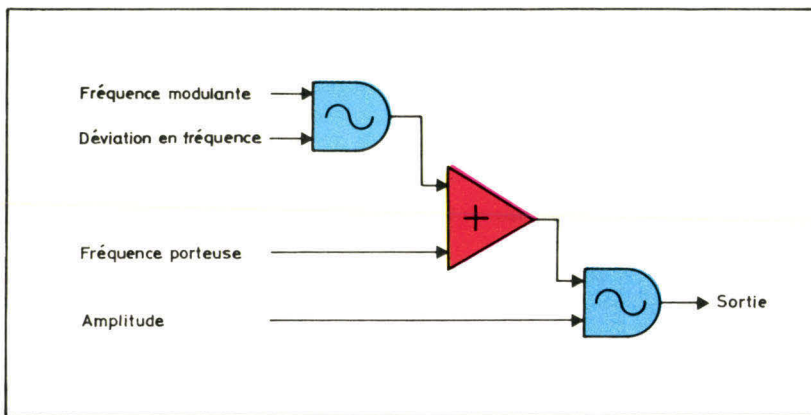 Fréquence modulante
Déviation en fréquence
+
Fréquence porteuse
Sortie
Amplitude